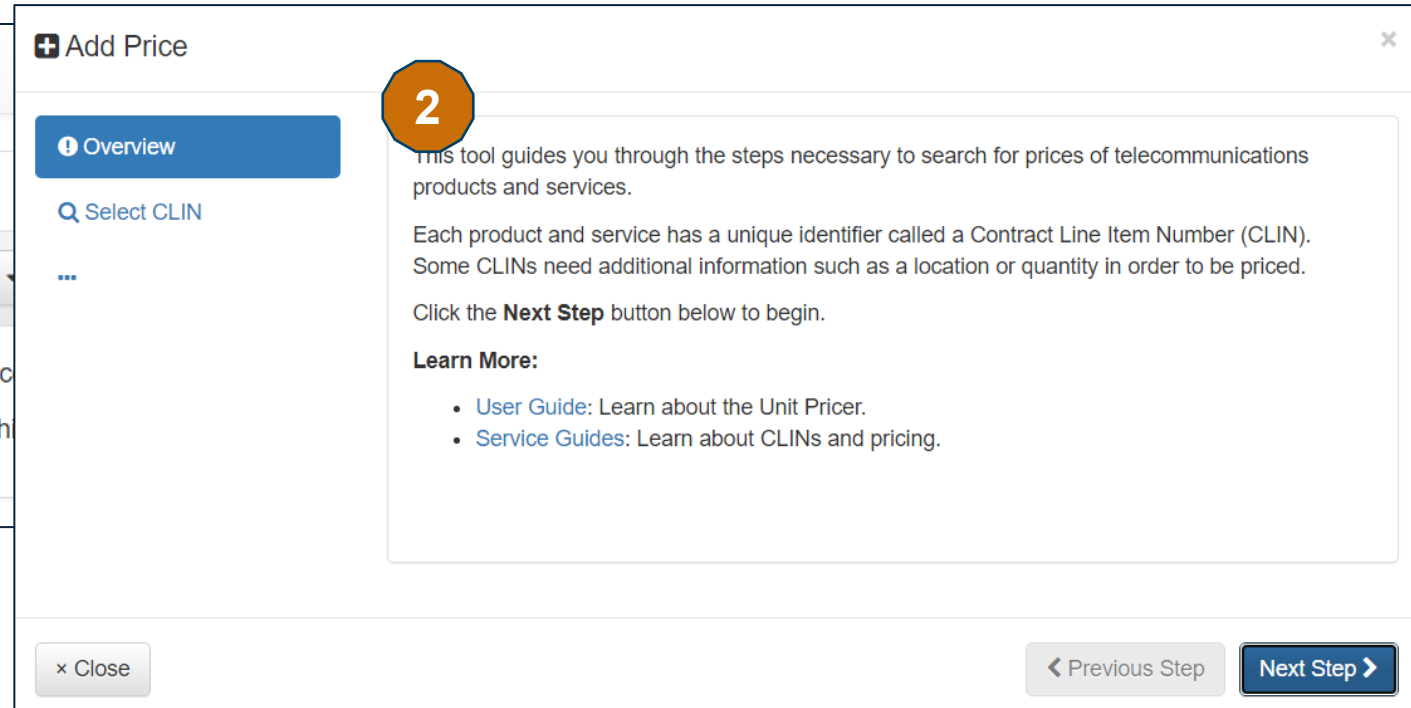 Add Price
×
2
Overview
Select CLIN
...
This tool guides you through the steps necessary to search for prices of telecommunications
products and services.
Each product and service has a unique identifier called a Contract Line Item Number (CLIN).
Some CLINs need additional information such as a location or quantity in order to be priced.
Click the Next Step button below to begin.
Learn More:
• User Guide: Learn about the Unit Pricer.
• Service Guides: Learn about CLINs and pricing.
× Close
Previous Step
Next Step